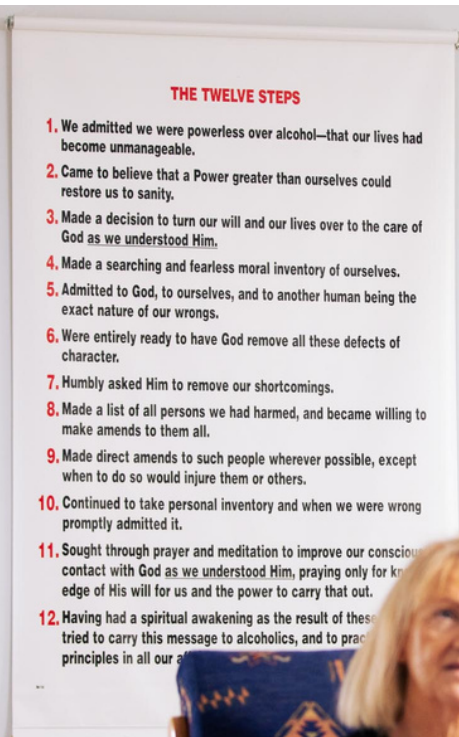 THE TWELVE STEPS
1. We admitted we were powerless over alcohol—that our lives had
become unmanageable.
2. Came to believe that a Power greater than ourselves could
restore us to sanity.
3. Made a decision to turn our will and our lives over to the care of
God as we understood Him.
4. Made a searching and fearless moral inventory of ourselves.
5. Admitted to God, to ourselves, and to another human being the
exact nature of our wrongs.
6. Were entirely ready to have God remove all these defects of
character.
7. Humbly asked Him to remove our shortcomings.
8. Made a list of all persons we had harmed, and became willing to
make amends to them all.
9. Made direct amends to such people wherever possible, except
when to do so would injure them or others.
10. Continued to take personal inventory and when we were wrong
promptly admitted it.
11. Sought through prayer and meditation to improve our conscious
contact with God as we understood Him, praying only for
edge of His will for us and the power to carry that out.
12. Having had a spiritual awakening as the result of these
tried to carry this message to alcoholics, and to
principles in all our